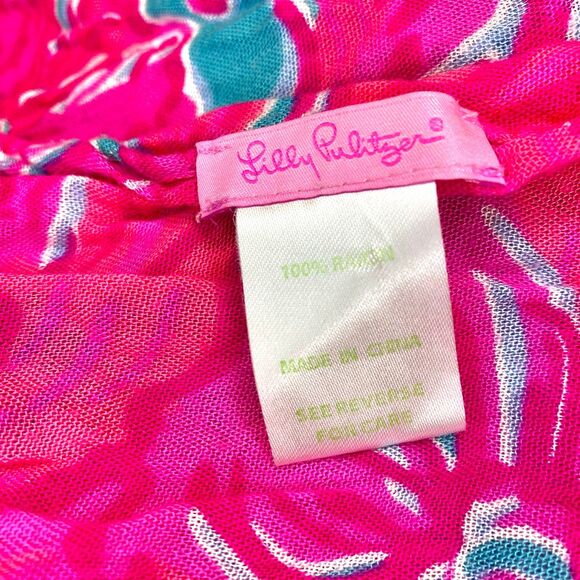 Lilly Pulitzer®
100% RAYON
MADE IN CHINA
SEE REVERSE
FOR CARE